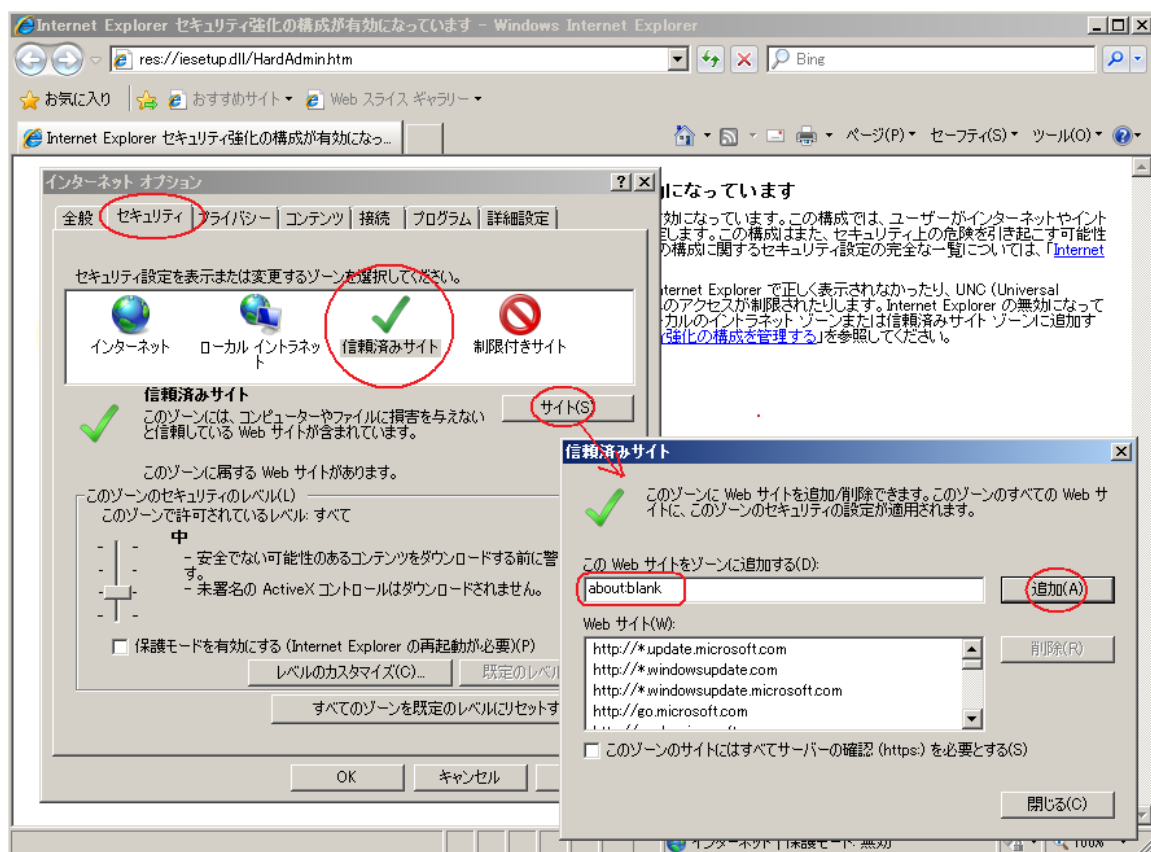 Internet Explorer セキュリティ強化の構成が有効になっています - Windows Internet Explorer
res://iesetup.dll/HardAdmin.htm
Bing
お気に入り おすすめサイト Web スライス ギャラリー
Internet Explorer セキュリティ強化の構成が有効になっ...
ページ(P) セーフティ(S) ツール(O)
インターネット オプション
全般 セキュリティ プライバシー コンテンツ 接続 プログラム 詳細設定
セキュリティ設定を表示または変更するゾーンを選択してください。
インターネット ローカル イントラネッ
ト 信頼済みサイト 制限付きサイト
信頼済みサイト
このゾーンには、コンピューターやファイルに損害を与えない
と信頼している Web サイトが含まれています。
サイト(S)
このゾーンに属する Web サイトがあります。
このゾーンのセキュリティのレベル(L)
このゾーンで許可されているレベル: すべて
中
- 安全でない可能性のあるコンテンツをダウンロードする前に警
す。
- 未署名の ActiveX コントロールはダウンロードされません。
保護モードを有効にする (Internet Explorer の再起動が必要)(P)
レベルのカスタマイズ(C)... 既定のレベル
すべてのゾーンを既定のレベルにリセットす
OK キャンセル
になっています
効になっています。この構成では、ユーザーがインターネットやイント
します。この構成はまた、セキュリティ上の危険を引き起こす可能性
の構成に関するセキュリティ設定の完全な一覧については、「Internet
ternet Explorer で正しく表示されなかったり、UNC (Universal
のアクセスが制限されたりします。Internet Explorer の無効になって
カルのイントラネット ゾーンまたは信頼済みサイト ゾーンに追加す
強化の構成を管理する」を参照してください。
信頼済みサイト
このゾーンに Web サイトを追加/削除できます。このゾーンのすべての Web サ
イトに、このゾーンのセキュリティの設定が適用されます。
この Web サイトをゾーンに追加する(D):
about:blank
追加(A)
Web サイト(W):
http://*.update.microsoft.com
http://*.windowsupdate.com
http://*.windowsupdate.microsoft.com
http://go.microsoft.com
削除(R)
このゾーンのサイトにはすべてサーバーの確認 (https:) を必要とする(S)
閉じる(C)
インターネット | 保護モード: 無効
100%